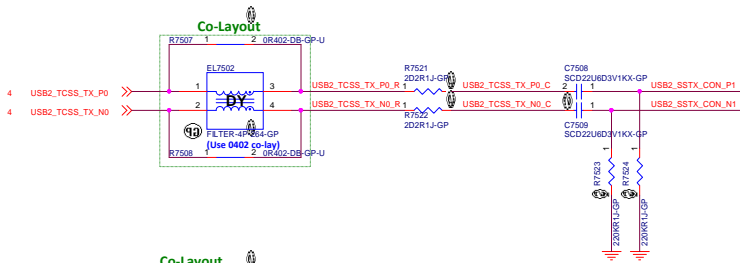 Co-Layout
R7507 1 2 0R402-DB-GP-U
EL7502
R7521
2D2R1J-GP
C7508
SCD22U6D3V1KX-GP
4 USB2_TCSS_TX_P0 1 3 USB2_TCSS_TX_P0_R 1 USB2_TCSS_TX_P0_C 2 1 USB2_SSTX_CON_P1
DY
4 USB2_TCSS_TX_N0 2 4 USB2_TCSS_TX_N0_R 1 USB2_TCSS_TX_N0_C 1 USB2_SSTX_CON_N1
R7522
2D2R1J-GP
C7509
SCD22U6D3V1KX-GP
FILTER-4P-264-GP
(Use 0402 co-lay)
R7508 1 2 0R402-DB-GP-U
1 1
R7523
220KR1J-GP
R7524
220KR1J-GP
Co-Layout